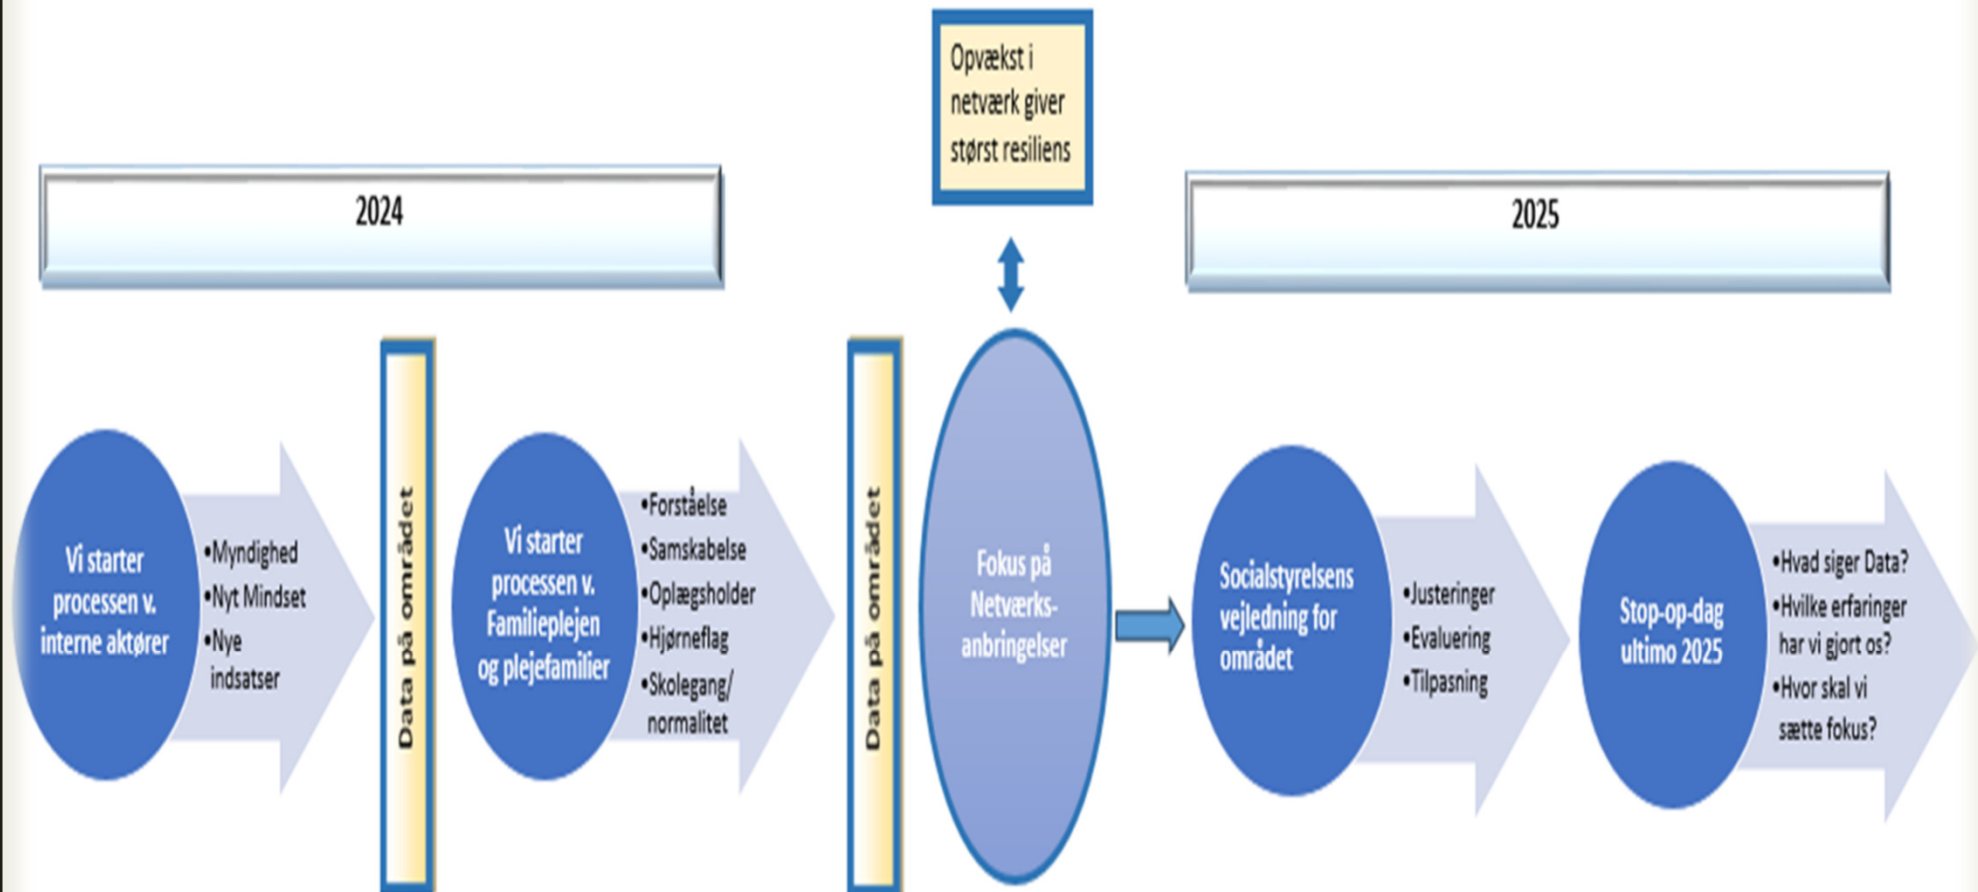 Opvækst i
netværk giver
størst resiliens
2024
2025
Vi starter
processen v.
interne aktører
•Myndighed
•Nyt Mindset
•Nye
indsatser
Data på området
Vi starter
processen v.
Familieplejen
og plejefamilier
•Forståelse
•Samskabelse
•Oplægsholder
•Hjørneflag
•Skolegang/
normalitet
Data på området
Fokus på
Netværks-
anbringelser
Socialstyrelsens
vejledning for
området
•Justeringer
•Evaluering
•Tilpasning
Stop-op-dag
ultimo 2025
•Hvad siger Data?
•Hvilke erfaringer
har vi gjort os?
•Hvor skal vi
sætte fokus?